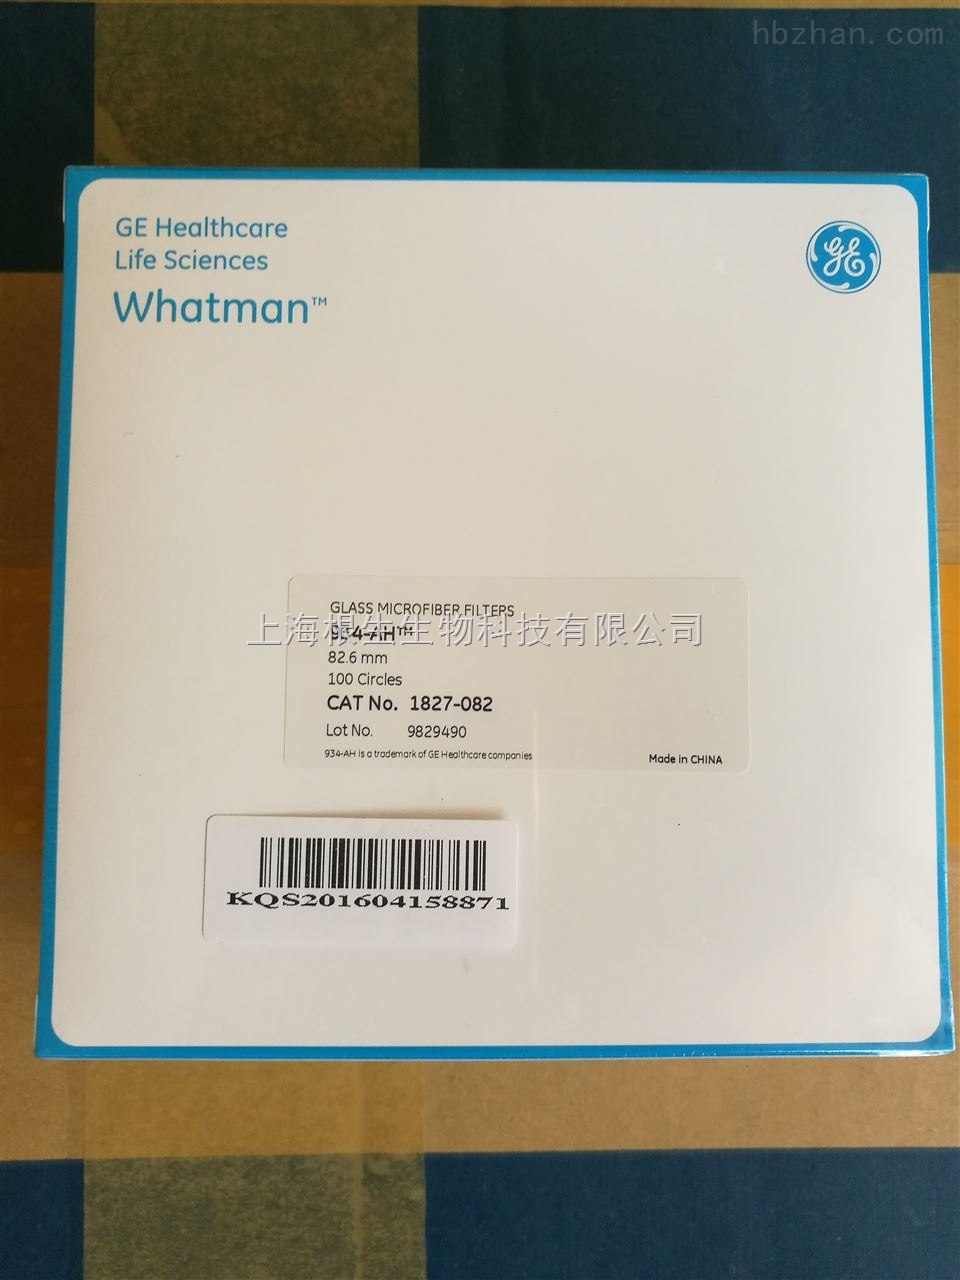 hbzhan.com
GE Healthcare
Life Sciences
Whatman™
GE
GLASS MICROFIBER FILTERS
934-AH™
上海根生生物科技有限公司
82.6 mm
100 Circles
CAT No. 1827-082
Lot No. 9829490
934-AH is a trademark of GE Healthcare companies
Made in CHINA
KQS201604158871